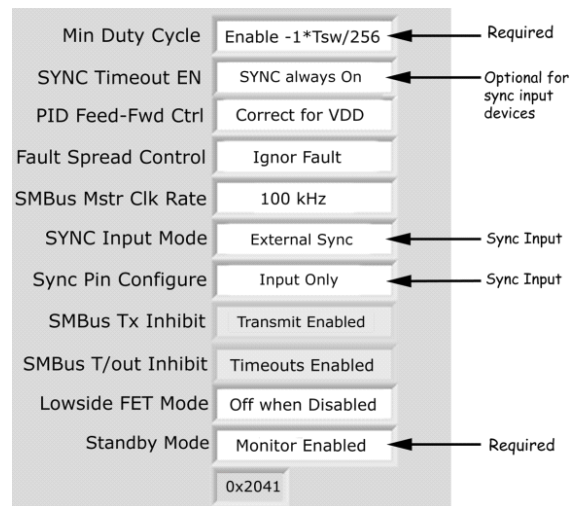 Min Duty Cycle Enable -1*Tsw/256 Required
SYNC Timeout EN SYNC always On Optional for
sync input
devices
PID Feed-Fwd Ctrl Correct for VDD
Fault Spread Control Ignor Fault
SMBus Mstr Clk Rate 100 kHz
SYNC Input Mode External Sync Sync Input
Sync Pin Configure Input Only Sync Input
SMBus Tx Inhibit Transmit Enabled
SMBus T/out Inhibit Timeouts Enabled
Lowside FET Mode Off when Disabled
Standby Mode Monitor Enabled Required
0x2041